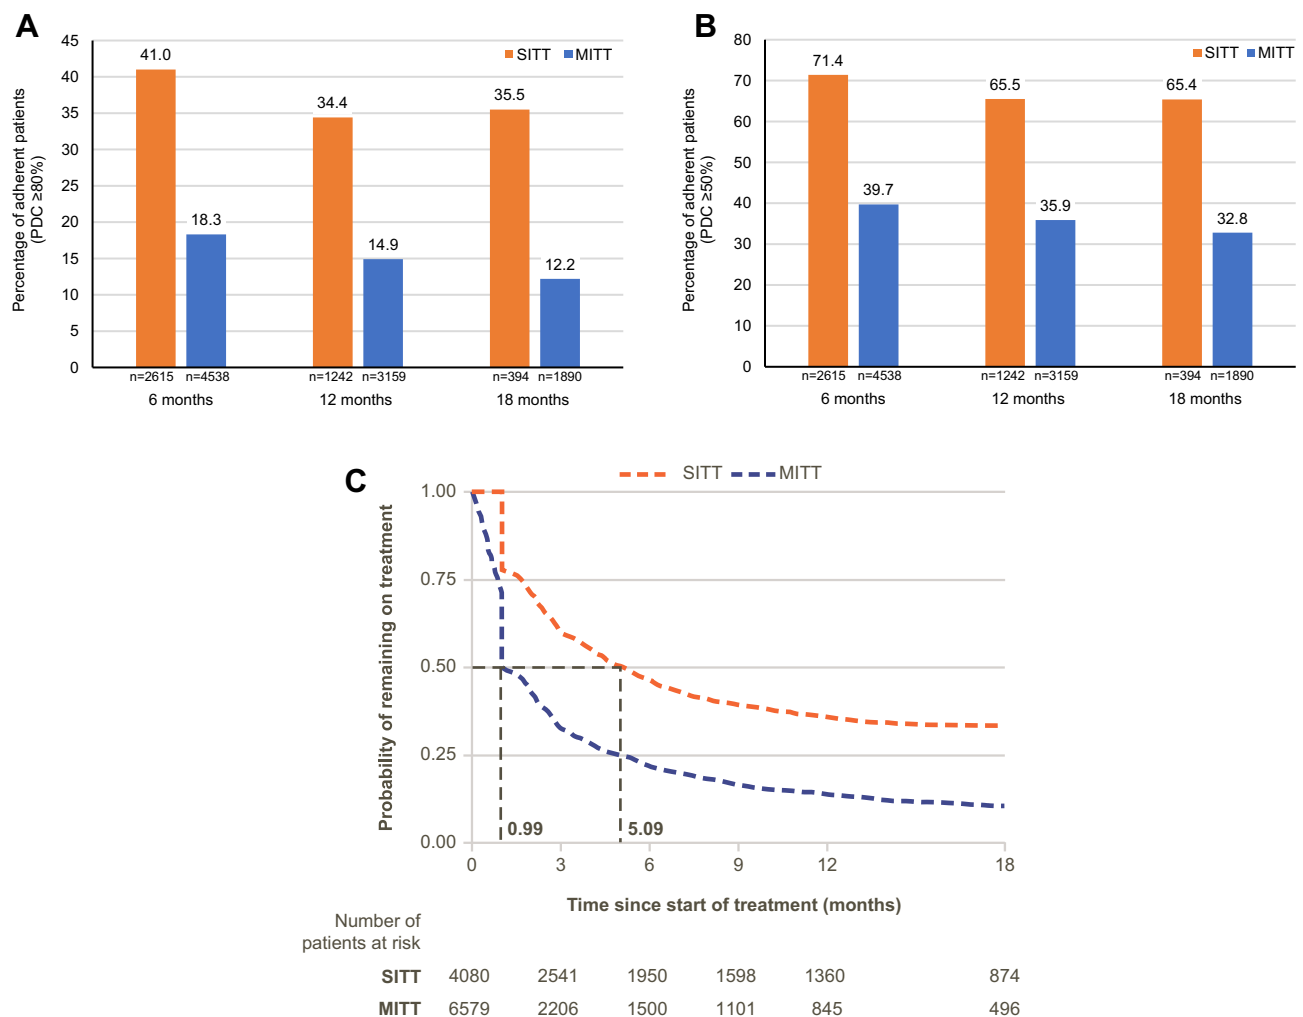 A
SITT MITT
Percentage of adherent patients
(PDC ≥80%)
45
40
35
30
25
20
15
10
5
0
41.0
18.3
34.4
14.9
35.5
12.2
n=2615 n=4538 n=1242 n=3159 n=394 n=1890
6 months 12 months 18 months
B
SITT MITT
Percentage of adherent patients
(PDC ≥50%)
80
70
60
50
40
30
20
10
0
71.4
39.7
65.5
35.9
65.4
32.8
n=2615 n=4538 n=1242 n=3159 n=394 n=1890
6 months 12 months 18 months
C
SITT MITT
Probability of remaining on treatment
1.00
0.75
0.50
0.25
0.00
0.99 5.09
0 3 6 9 12 18
Time since start of treatment (months)
Number of
patients at risk
SITT 4080 2541 1950 1598 1360 874
MITT 6579 2206 1500 1101 845 496